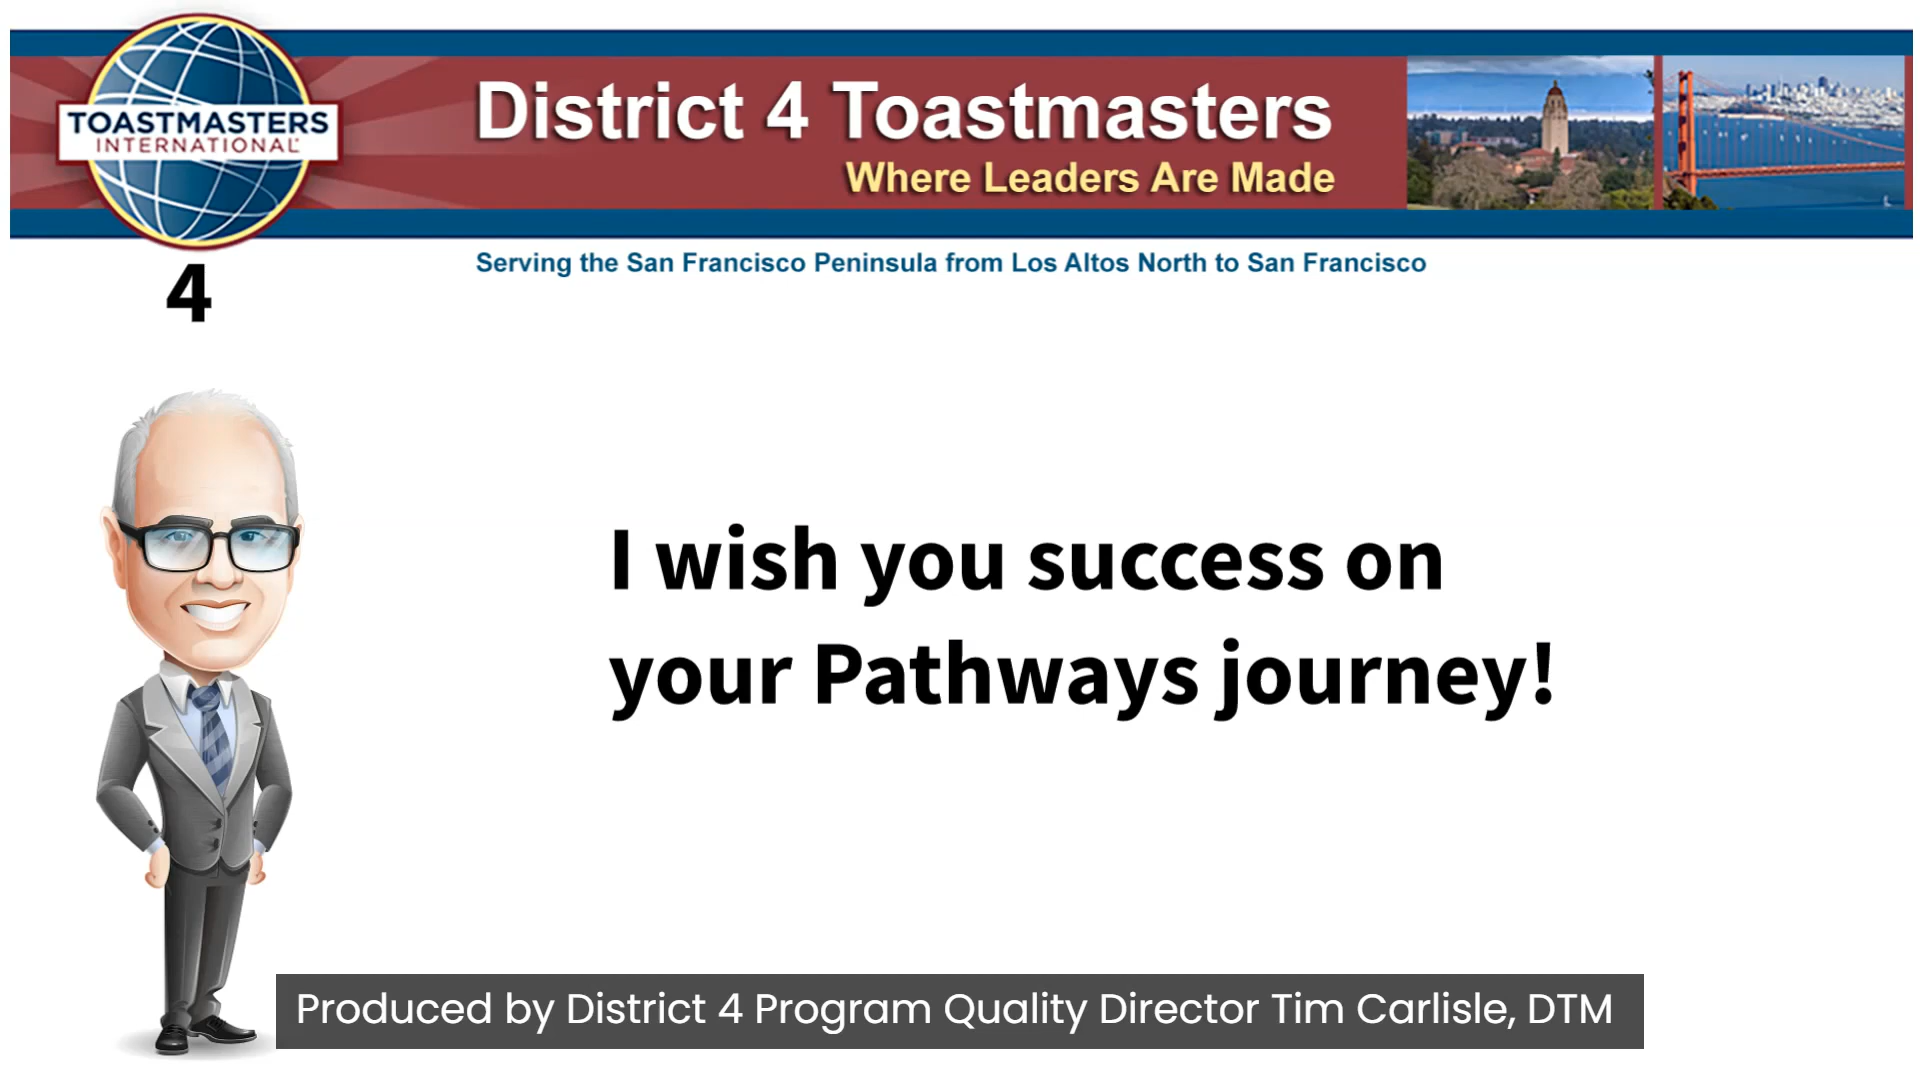 TOASTMASTERS
INTERNATIONAL
4
District 4 Toastmasters
Where Leaders Are Made
Serving the San Francisco Peninsula from Los Altos North to San Francisco
I wish you success on
your Pathways journey!
Produced by District 4 Program Quality Director Tim Carlisle, DTM